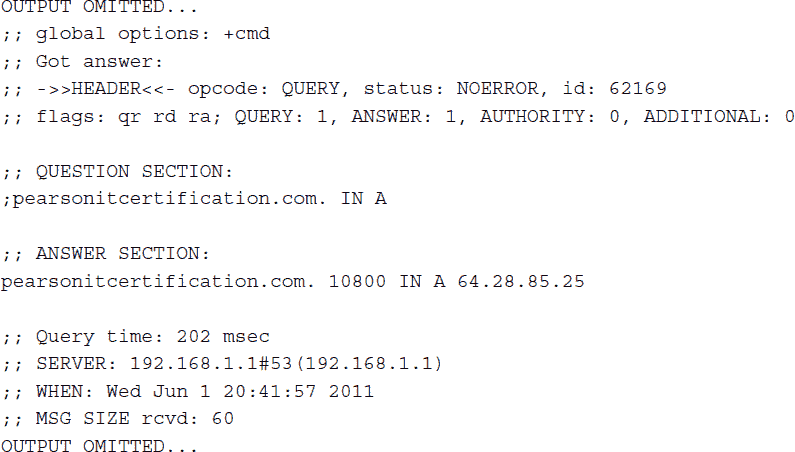 OUTPUT OMITTED...
;; global options: +cmd
;; Got answer:
;; ->>HEADER<<- opcode: QUERY, status: NOERROR, id: 62169
;; flags: qr rd ra; QUERY: 1, ANSWER: 1, AUTHORITY: 0, ADDITIONAL: 0
;; QUESTION SECTION:
;pearsonitcertification.com. IN A
;; ANSWER SECTION:
pearsonitcertification.com. 10800 IN A 64.28.85.25
;; Query time: 202 msec
;; SERVER: 192.168.1.1#53(192.168.1.1)
;; WHEN: Wed Jun 1 20:41:57 2011
;; MSG SIZE rcvd: 60
OUTPUT OMITTED...